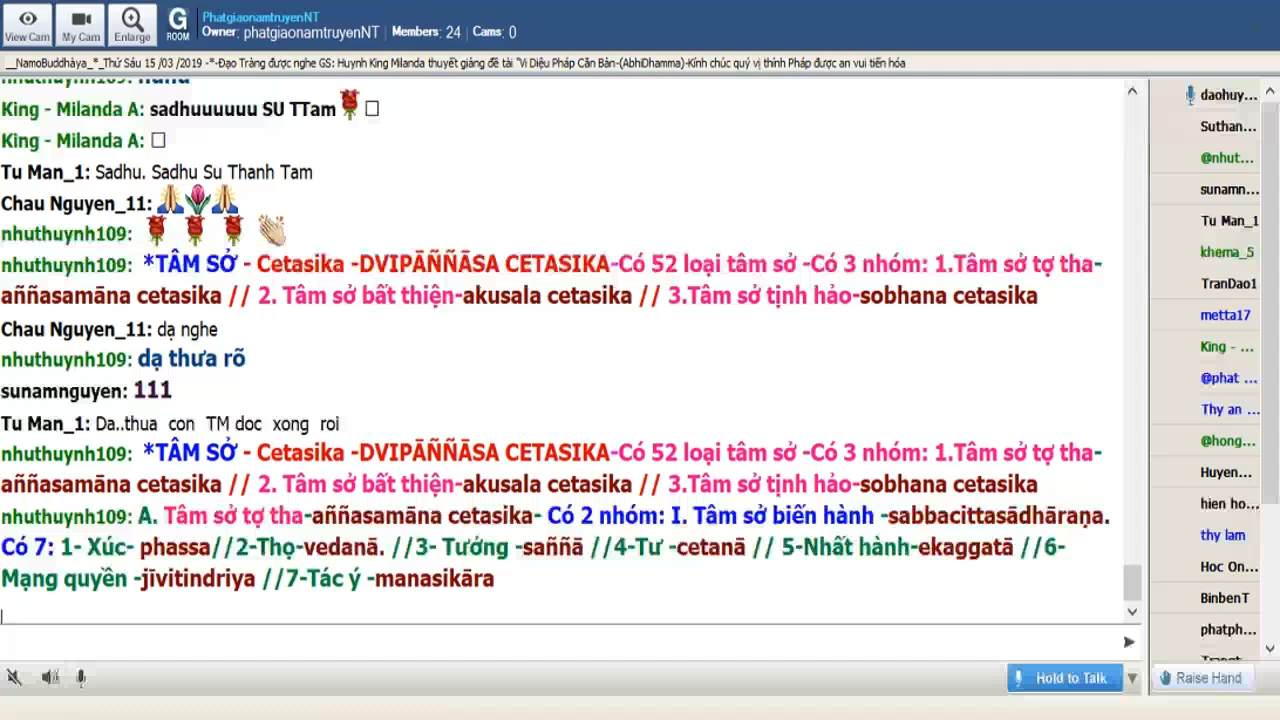 PhatgiaonamtruyenNT
Owner: phatgiaonamtruyenNT | Members: 24 | Cams: 0
View Cam
My Cam
Enlarge
G
ROOM
__NamoBuddhàya_*_Thứ Sáu 15 /03 /2019 -*-Đạo Tràng được nghe GS: Huynh King Milanda thuyết giảng đề tài "Vi Diệu Pháp Căn Bản-(AbhiDhamma)-Kính chúc quý vị thính Pháp được an vui tiến hóa
King - Milanda A: sadhuuuuuu SU TTam
King - Milanda A:
Tu Man_1: Sadhu. Sadhu Su Thanh Tam
Chau Nguyen_11:
nhuthuynh109:
nhuthuynh109: *TÂM SỞ - Cetasika -DVIPĀÑÑĀSA CETASIKA-Có 52 loại tâm sở -Có 3 nhóm: 1.Tâm sở tợ tha-
aññasamāna cetasika // 2. Tâm sở bất thiện-akusala cetasika // 3.Tâm sở tịnh hảo-sobhana cetasika
Chau Nguyen_11: dạ nghe
nhuthuynh109: dạ thưa rõ
sunamnguyen: 111
Tu Man_1: Da..thua con TM doc xong roi
nhuthuynh109: *TÂM SỞ - Cetasika -DVIPĀÑÑĀSA CETASIKA-Có 52 loại tâm sở -Có 3 nhóm: 1.Tâm sở tợ tha-
aññasamāna cetasika // 2. Tâm sở bất thiện-akusala cetasika // 3.Tâm sở tịnh hảo-sobhana cetasika
nhuthuynh109: A. Tâm sở tợ tha-aññasamāna cetasika- Có 2 nhóm: I. Tâm sở biến hành -sabbacittasādhāraṇa.
Có 7: 1- Xúc- phassa//2-Thọ-vedanā. //3- Tưởng -saññā //4-Tư -cetanā // 5-Nhất hành-ekaggatā //6-
Mạng quyền -jīvitindriya //7-Tác ý -manasikāra
daohuy...
Suthan...
@nhut...
sunamn...
Tu Man_1
khema_5
TranDao1
metta17
King - ...
@phat ...
Thy an ...
@hong...
Huyen...
hien ho...
thy lam
Hoc On...
BinbenT
phatph...
Hold to Talk
Raise Hand